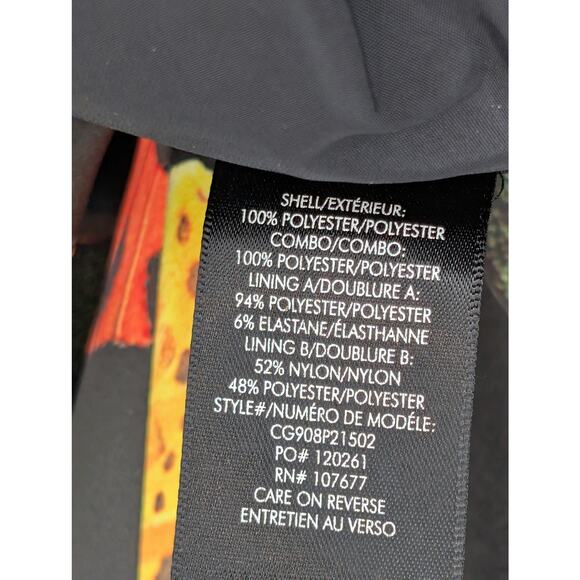 SHELL/EXTÉRIEUR:
100% POLYESTER/POLYESTER
COMBO/COMBO:
100% POLYESTER/POLYESTER
LINING A/DOUBLURE A:
94% POLYESTER/POLYESTER
6% ELASTANE/ÉLASTHANNE
LINING B/DOUBLURE B:
52% NYLON/NYLON
48% POLYESTER/POLYESTER
STYLE#/NUMÉRO DE MODÉLE:
CG908P21502
PO# 120261
RN# 107677
CARE ON REVERSE
ENTRETIEN AU VERSO